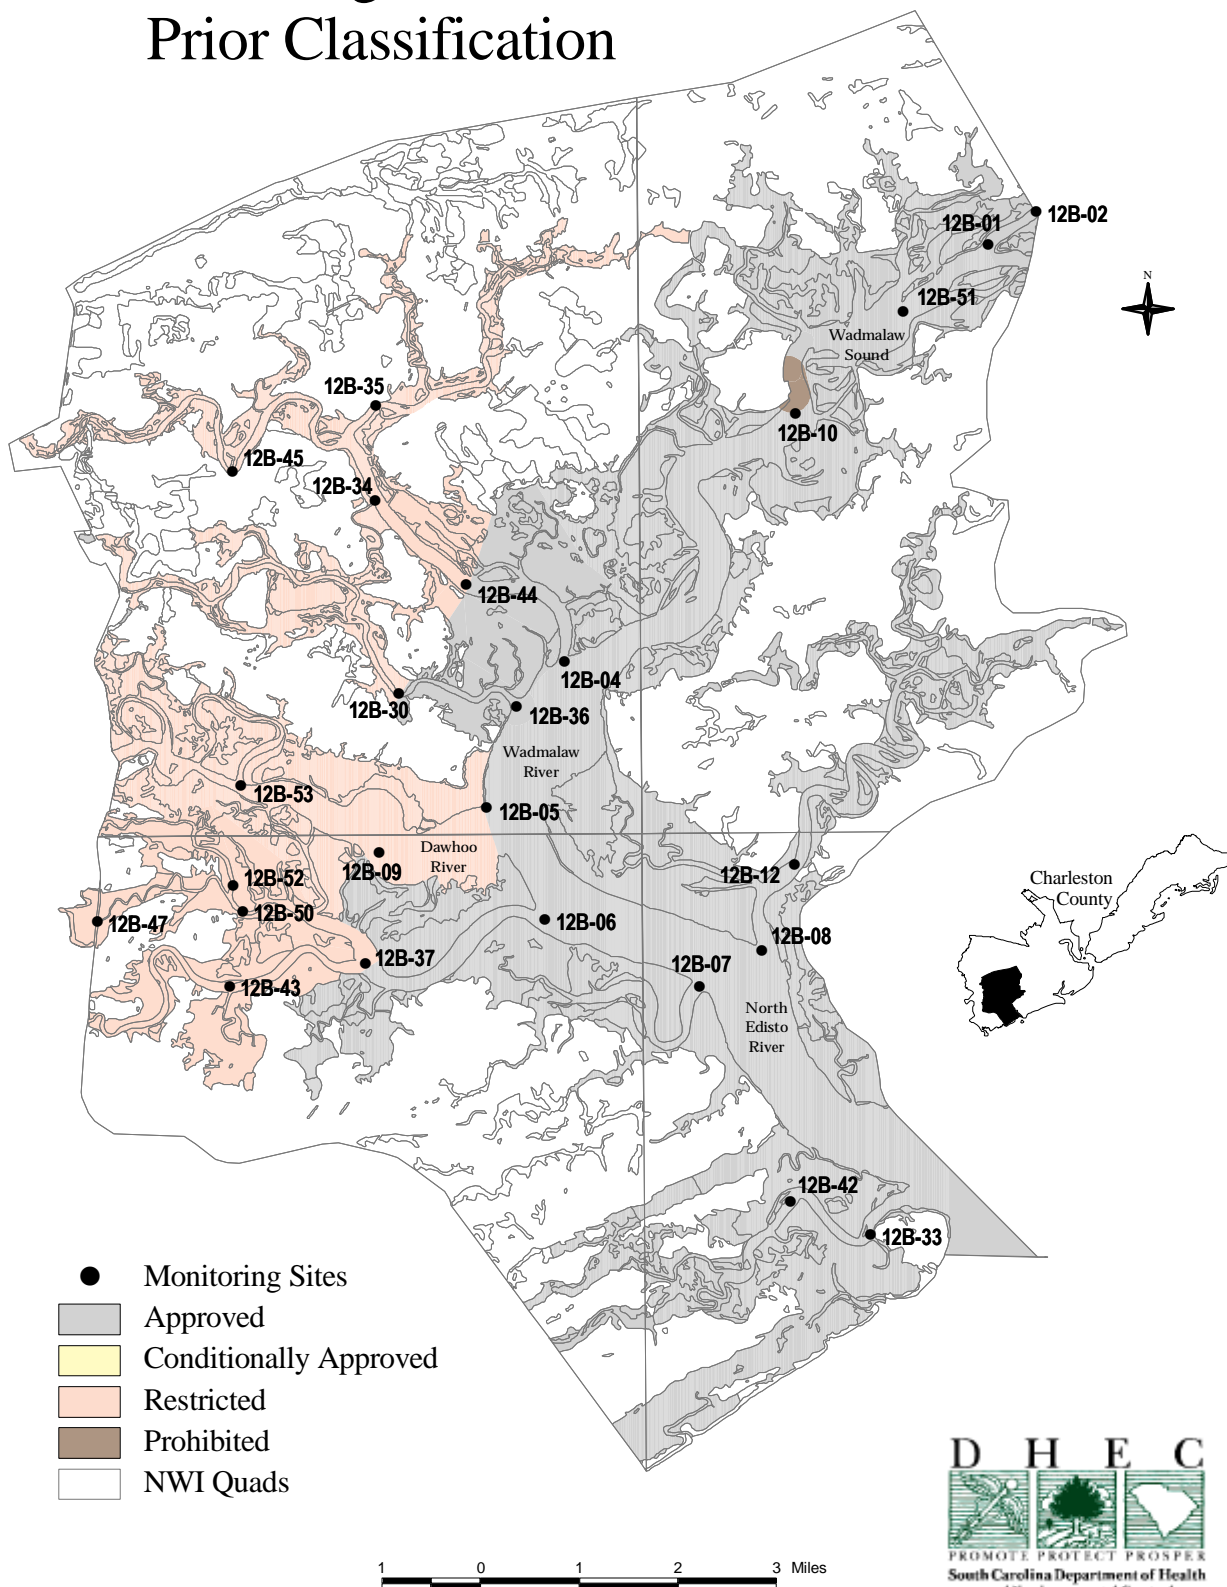 Prior Classification
12B-02
12B-01
N
12B-51
Wadmalaw
Sound
12B-35
12B-10
12B-45
12B-34
12B-44
12B-04
12B-30
12B-36
Wadmalaw
River
12B-53
12B-05
Dawhoo
River
12B-09
12B-12
Charleston
County
12B-52
12B-50
12B-47
12B-06
12B-08
12B-37
12B-07
12B-43
North
Edisto
River
12B-42
12B-33
Monitoring Sites
Approved
Conditionally Approved
Restricted
Prohibited
NWI Quads
D H E C
PROMOTE PROTECT PROSPER
South Carolina Department of Health
1 0 1 2 3 Miles